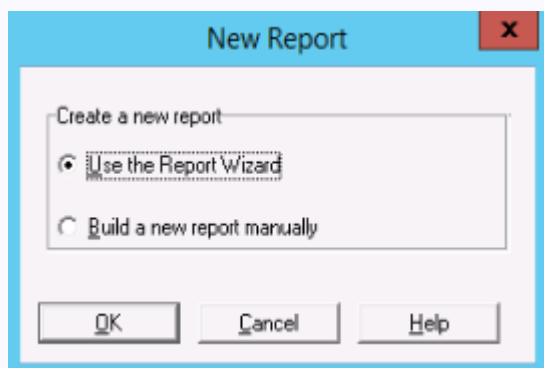 New Report
x
Create a new report
Use the Report Wizard
Build a new report manually
OK
Cancel
Help